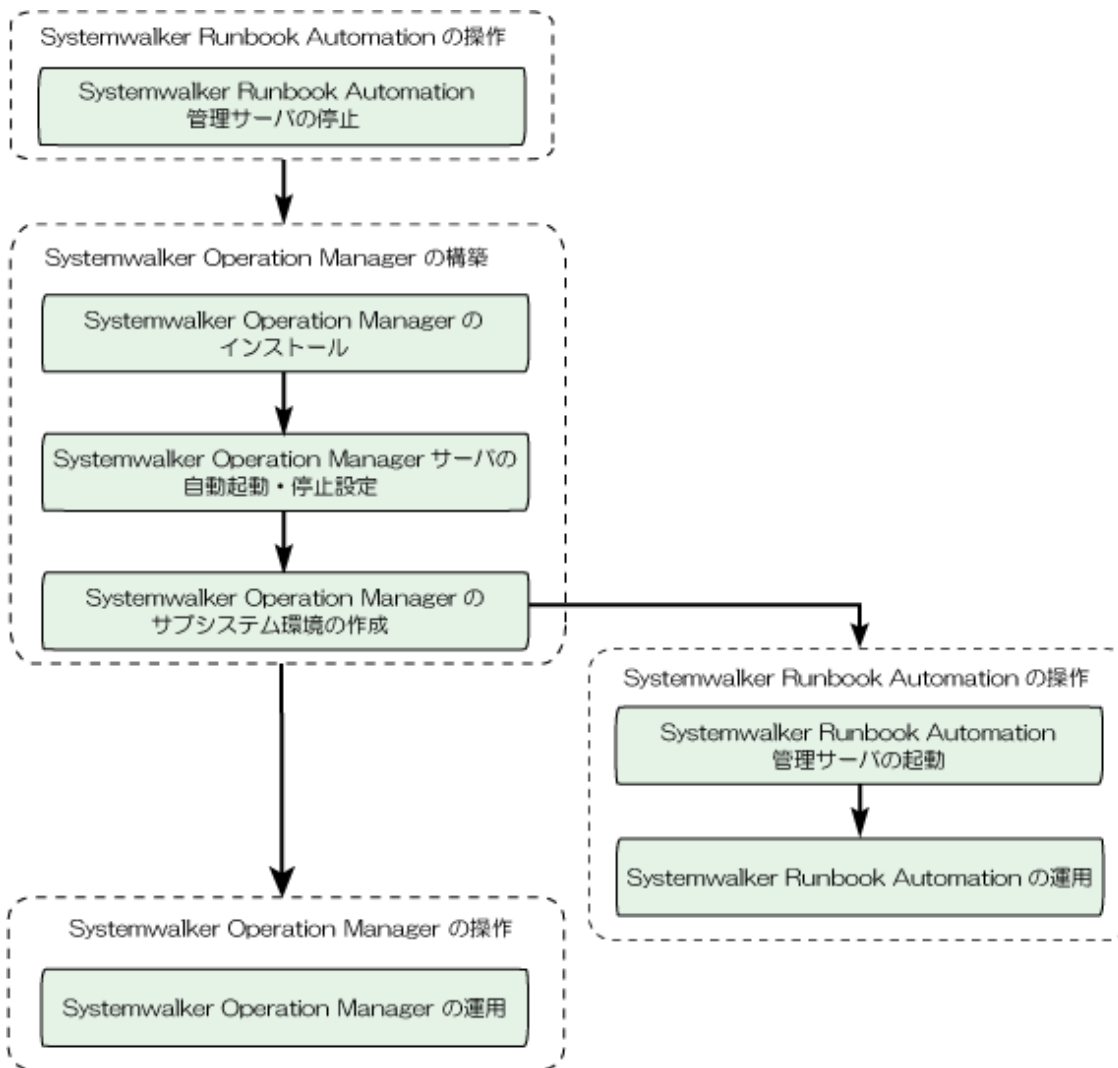 Systemwalker Runbook Automation の操作
Systemwalker Runbook Automation
管理サーバの停止
Systemwalker Operation Manager の構築
Systemwalker Operation Manager の
インストール
Systemwalker Operation Manager サーバの
自動起動・停止設定
Systemwalker Operation Manager の
サブシステム環境の作成
Systemwalker Runbook Automation の操作
Systemwalker Runbook Automation
管理サーバの起動
Systemwalker Runbook Automation の運用
Systemwalker Operation Manager の操作
Systemwalker Operation Manager の運用